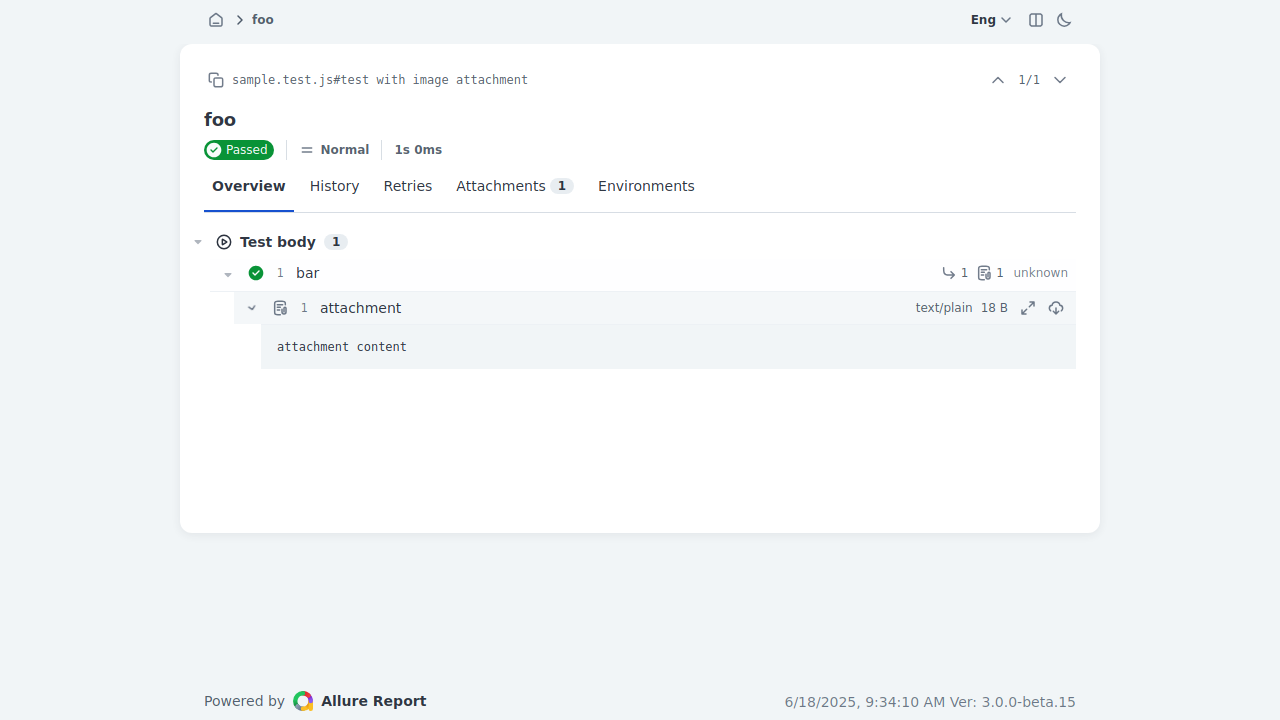 foo
Eng
sample.test.js#test with image attachment
1/1
foo
Passed
Normal
1s 0ms
Overview
History
Retries
Attachments 1
Environments
Test body 1
1 bar
1
1
unknown
1 attachment
text/plain 18 B
attachment content
Powered by
Allure Report
6/18/2025, 9:34:10 AM Ver: 3.0.0-beta.15